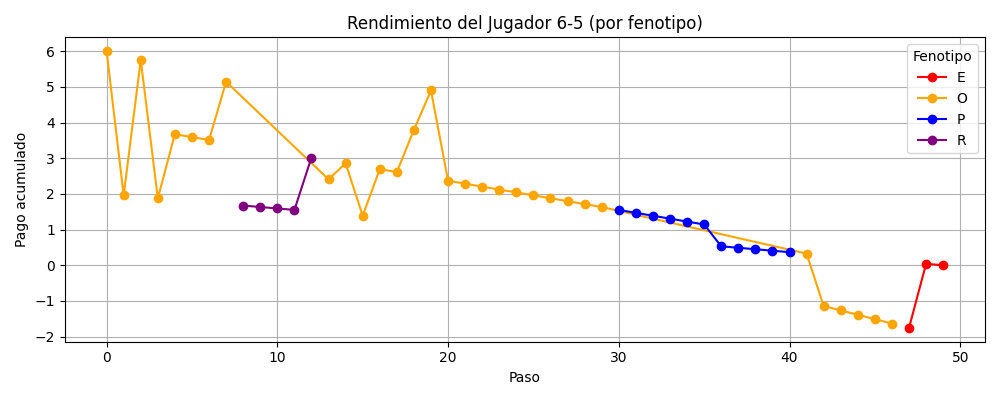 Rendimiento del Jugador 6-5 (por fenotipo)
Pago acumulado
6
5
4
3
2
1
0
−1
−2
0
10
20
30
40
50
Paso
Fenotipo
E
O
P
R